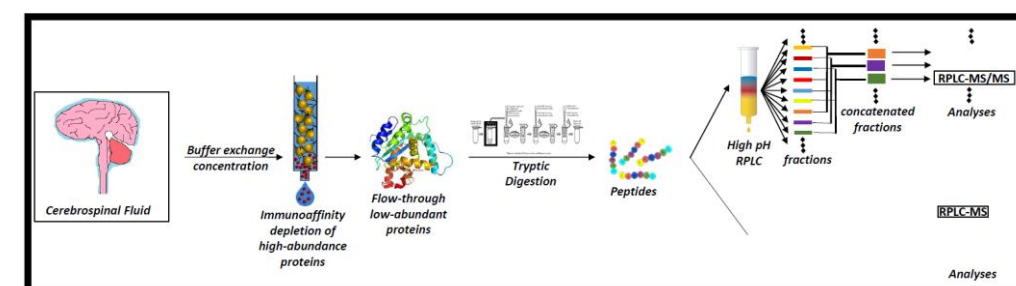 Cerebrospinal Fluid
Buffer exchange
concentration
Immunoaffinity
depletion of
high-abundance
proteins
Flow-through
low-abundant
proteins
Tryptic
Digestion
Peptides
High pH
RPLC
fractions
concatenated
fractions
RPLC-MS/MS
Analyses
RPLC-MS
Analyses